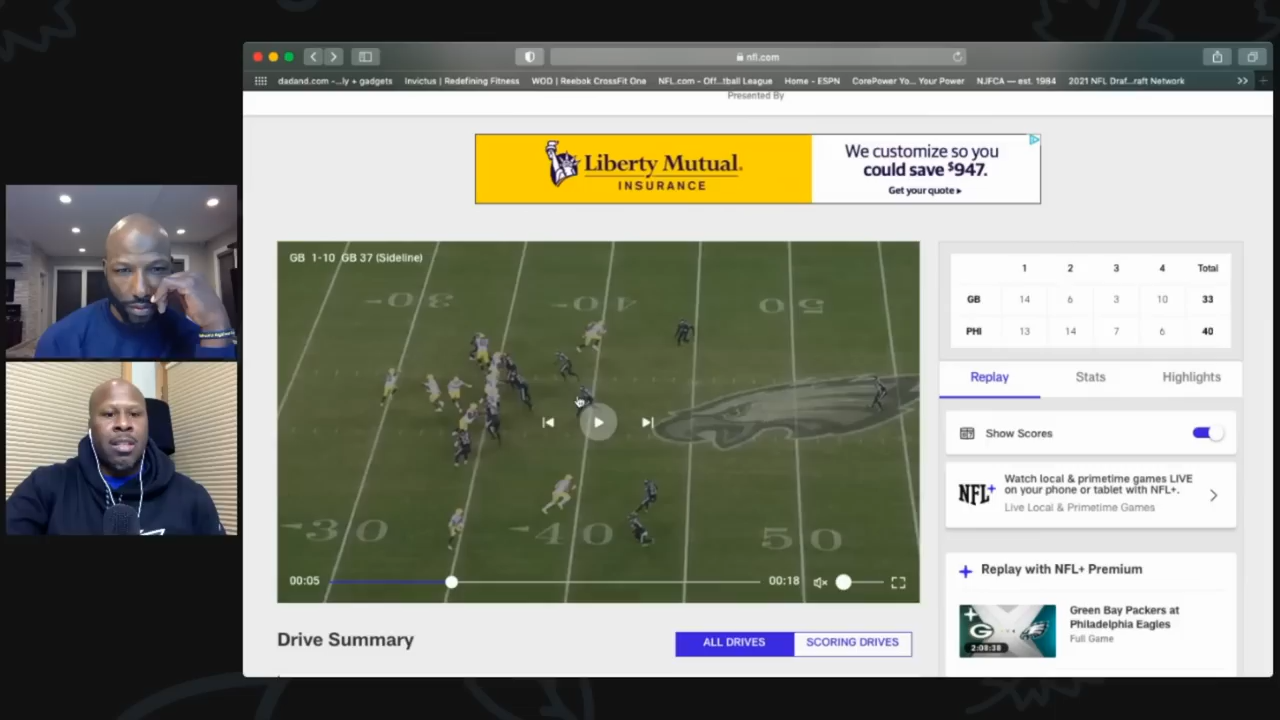 nfl.com
dadand.com -...ly + gadgets
Invictus | Redefining Fitness
WOD | Reebok CrossFit One
NFL.com - Off...tball League
Home - ESPN
CorePower Yo... Your Power
NJFCA — est. 1984
2021 NFL Draf...raft Network
Presented By
Liberty Mutual
INSURANCE
We customize so you
could save $947.
Get your quote ▸
GB 1-10 GB 37 (Sideline)
30
40
50
30
40
50
00:05
00:18
1 2 3 4 Total
GB 14 6 3 10 33
PHI 13 14 7 6 40
Replay Stats Highlights
Show Scores
NFL+
Watch local & primetime games LIVE
on your phone or tablet with NFL+.
Live Local & Primetime Games
+ Replay with NFL+ Premium
Green Bay Packers at
Philadelphia Eagles
Full Game
G
2:08:38
Drive Summary
ALL DRIVES
SCORING DRIVES